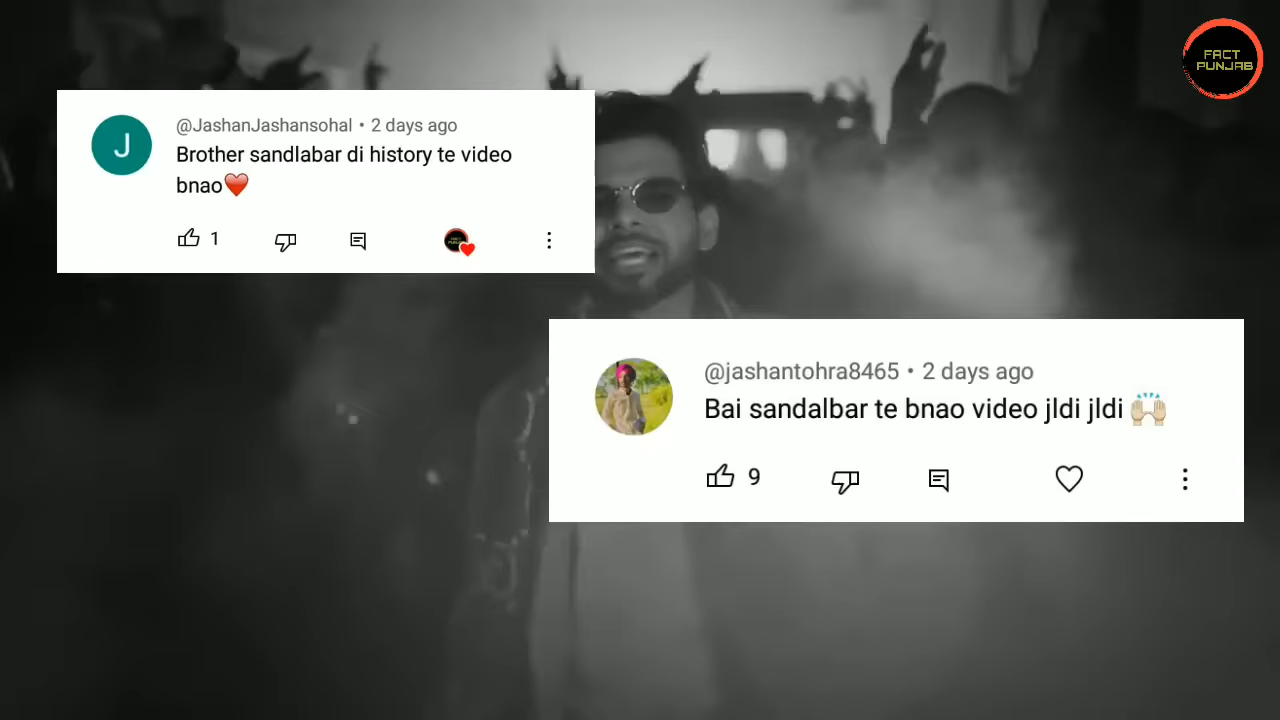 FACT
PUNJAB
@JashanJashansohal • 2 days ago
Brother sandlabar di history te video
bnao❤️
1
@jashantohra8465 • 2 days ago
Bai sandalbar te bnao video jldi jldi 🙌🏻
9